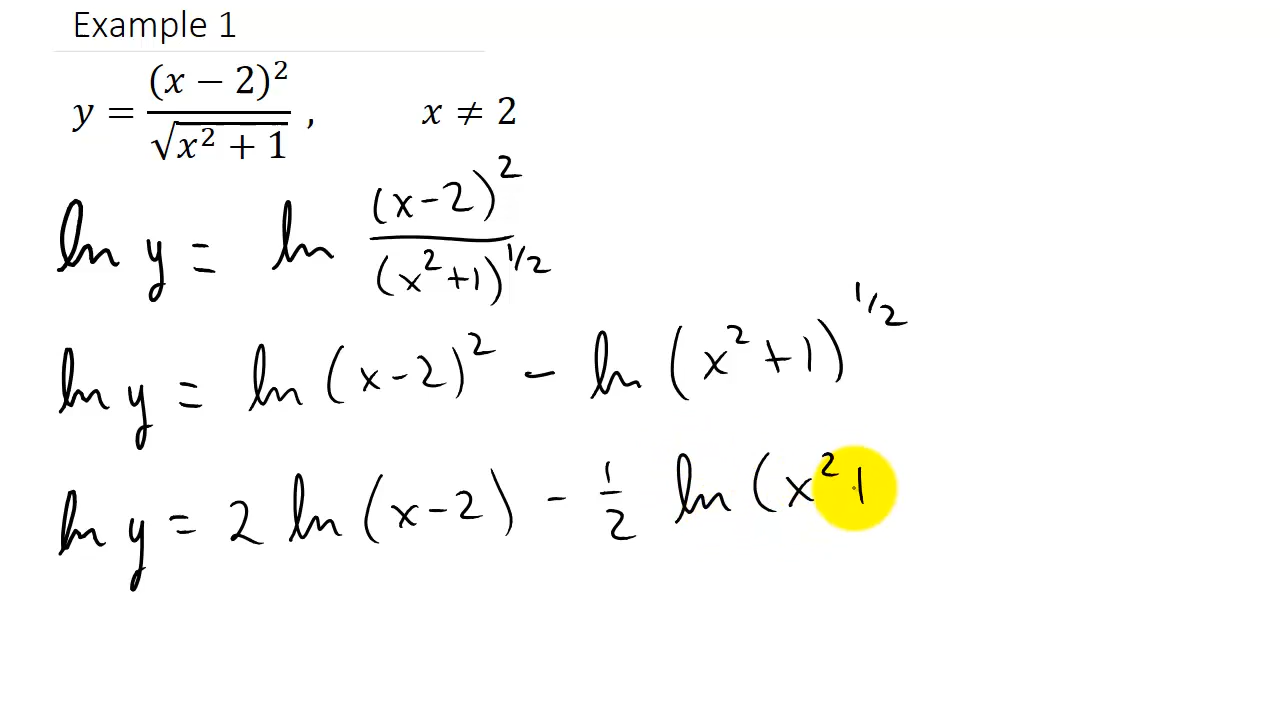 Example 1
y = (x − 2)² / √(x² + 1) , x ≠ 2
ln y = ln (x-2)² / (x²+1)^1/2
ln y = ln (x-2)² - ln (x²+1)^1/2
ln y = 2 ln (x-2) - 1/2 ln (x² 1